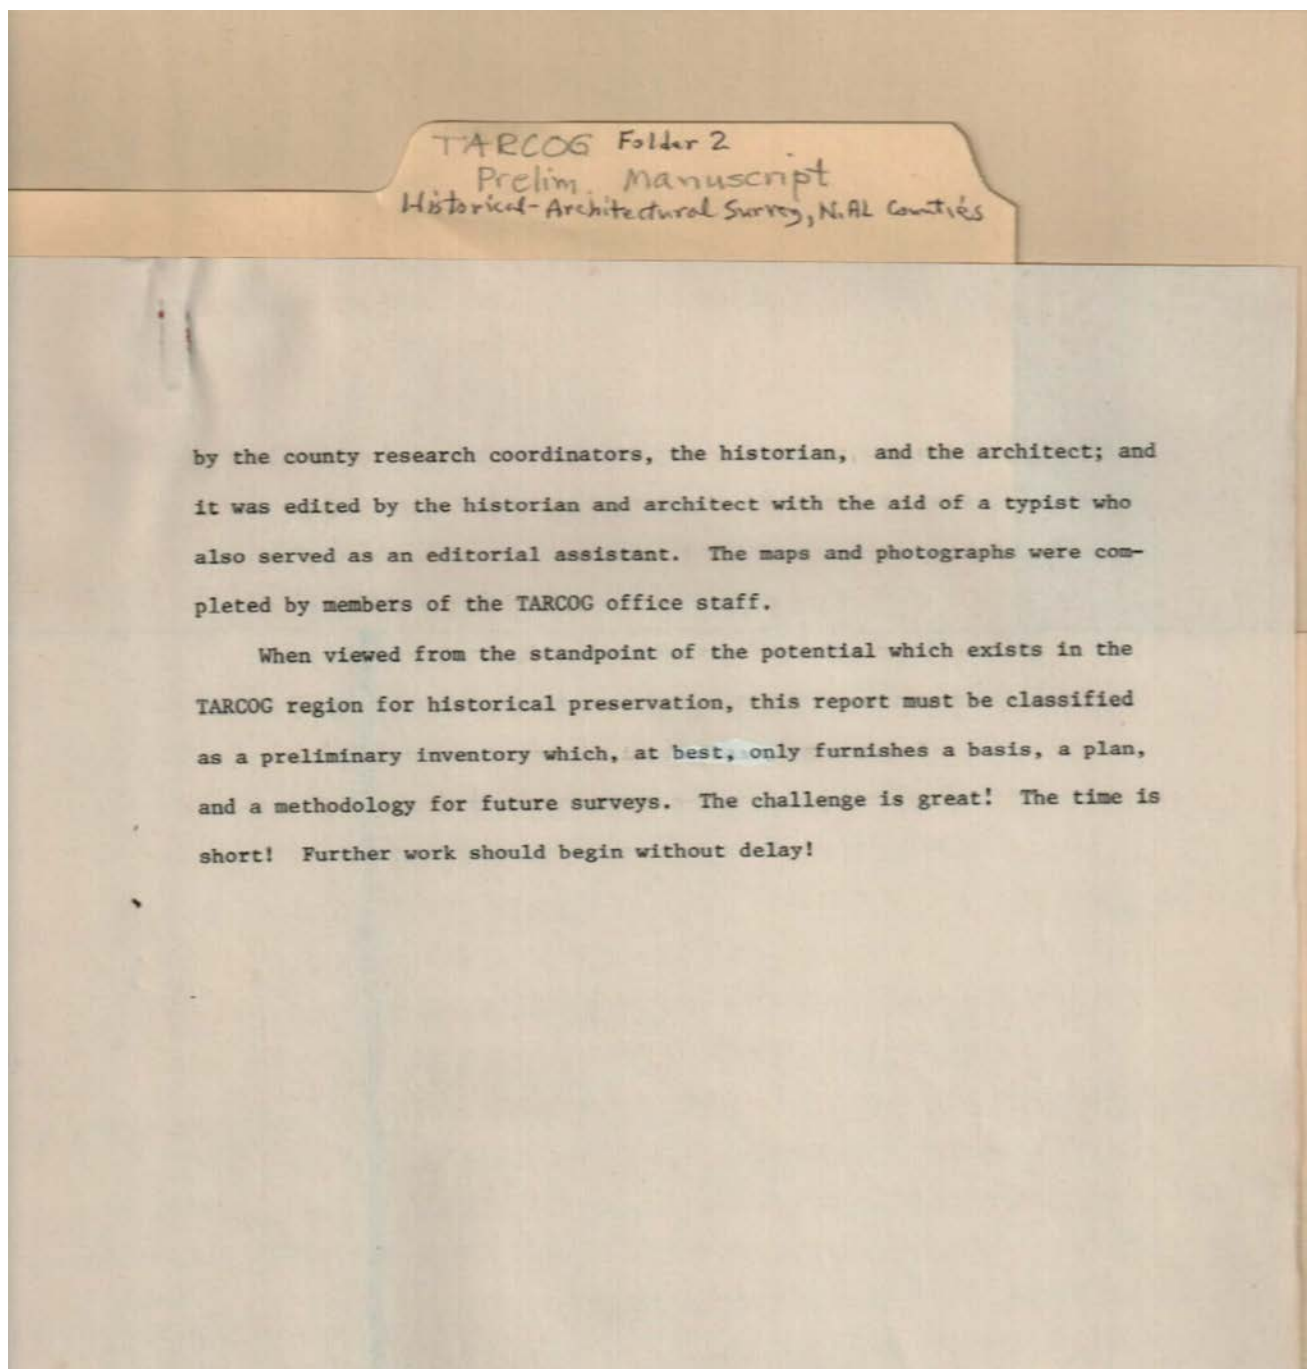 TARCOG Folder 2
Prelim. Manuscript
Historical-Architectural Survey, N.AL Counties
by the county research coordinators, the historian, and the architect; and
it was edited by the historian and architect with the aid of a typist who
also served as an editorial assistant. The maps and photographs were com-
pleted by members of the TARCOG office staff.
When viewed from the standpoint of the potential which exists in the
TARCOG region for historical preservation, this report must be classified
as a preliminary inventory which, at best, only furnishes a basis, a plan,
and a methodology for future surveys. The challenge is great! The time is
short! Further work should begin without delay!